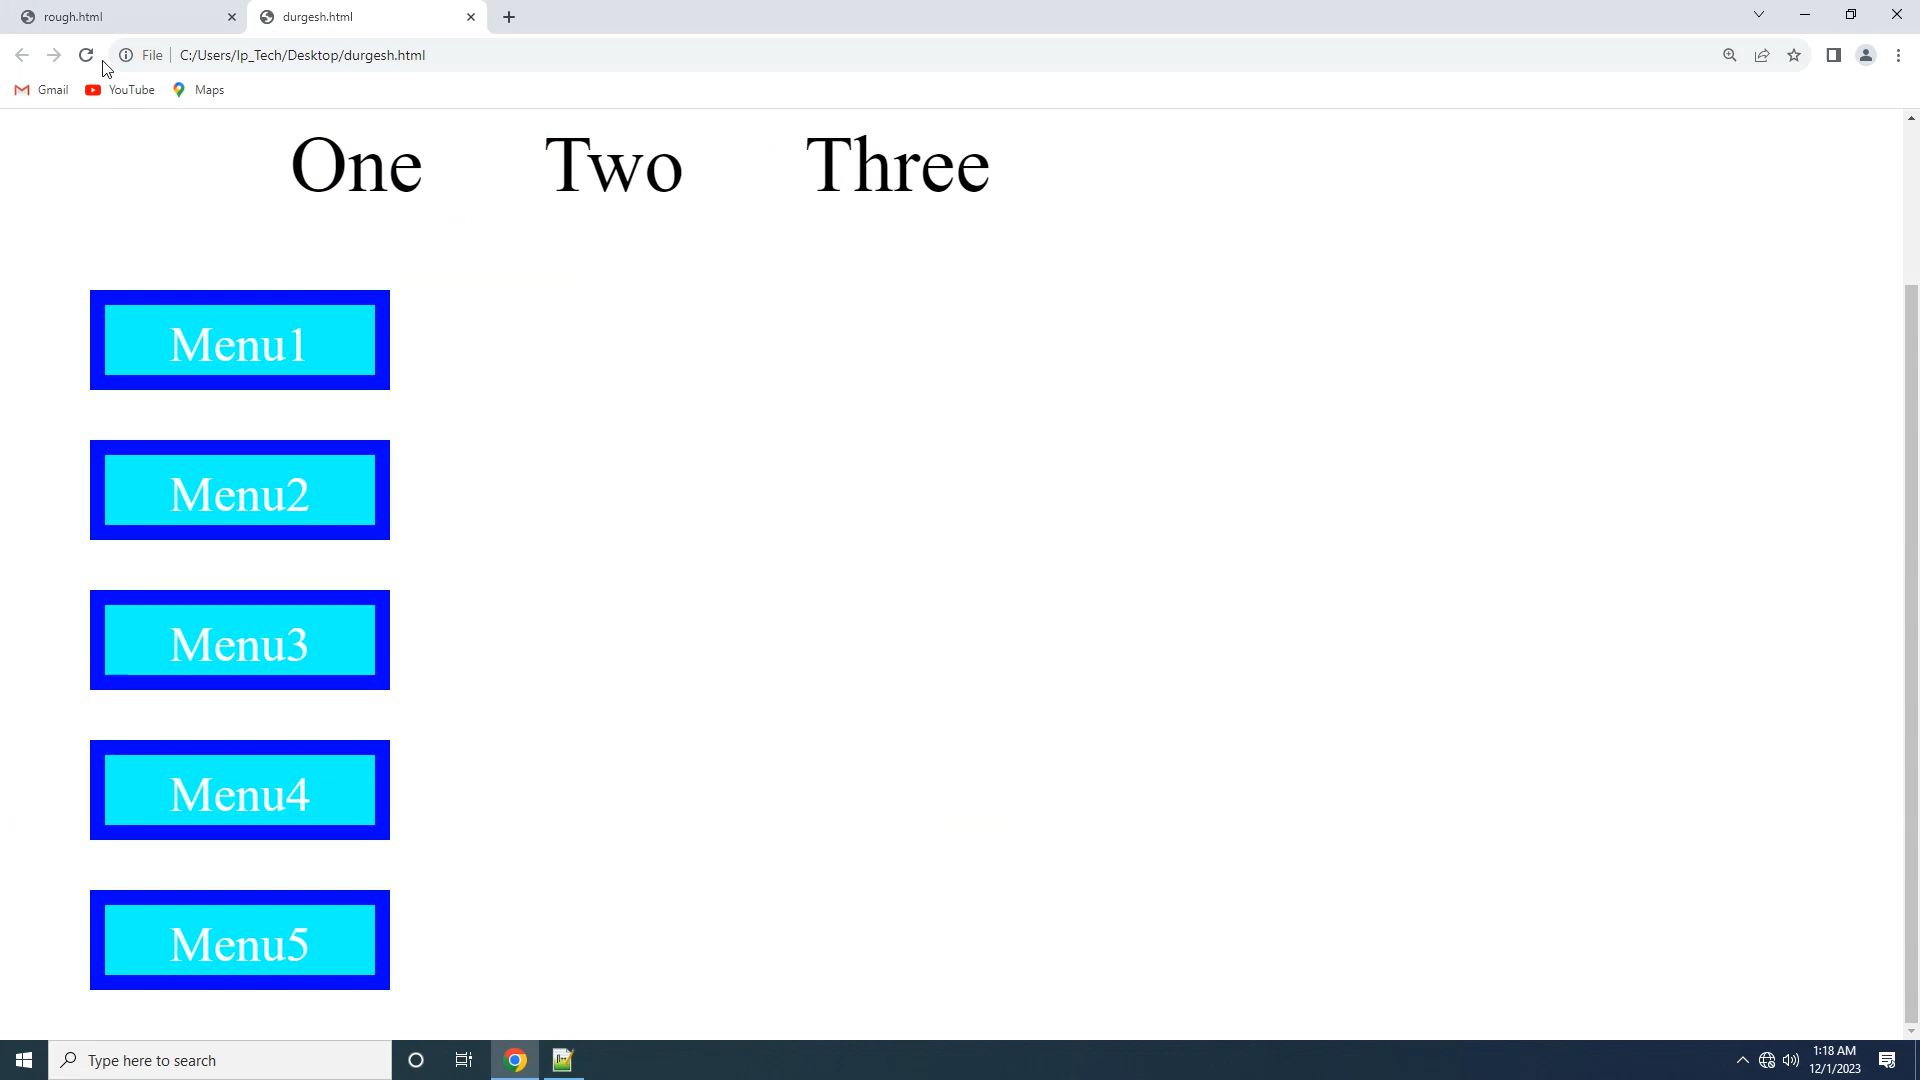 rough.html
durgesh.html
File
C:/Users/Ip_Tech/Desktop/durgesh.html
Gmail
YouTube
Maps
One Two Three
Menu1
Menu2
Menu3
Menu4
Menu5
Type here to search
1:18 AM
12/1/2023